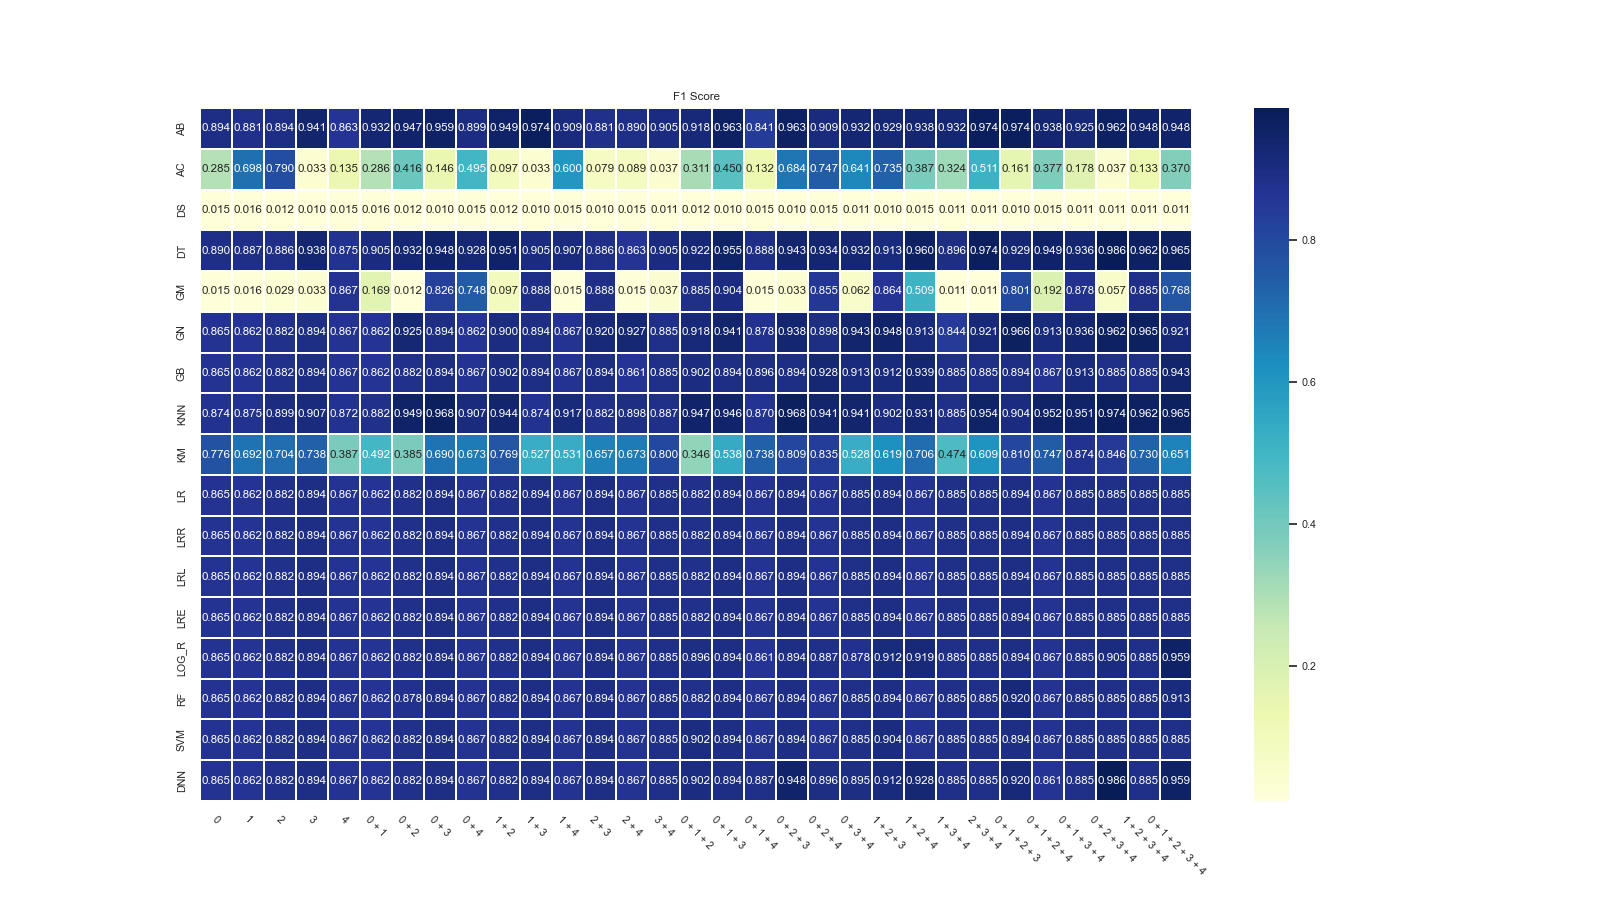 F1 Score
AB 0.894 0.881 0.894 0.941 0.863 0.932 0.947 0.959 0.899 0.949 0.974 0.909 0.881 0.890 0.905 0.918 0.963 0.841 0.963 0.909 0.932 0.929 0.938 0.932 0.974 0.974 0.938 0.925 0.962 0.948 0.948
AC 0.285 0.698 0.790 0.033 0.135 0.286 0.416 0.146 0.495 0.097 0.033 0.600 0.079 0.089 0.037 0.311 0.450 0.132 0.684 0.747 0.641 0.735 0.387 0.324 0.511 0.161 0.377 0.178 0.037 0.133 0.370
DS 0.015 0.016 0.012 0.010 0.015 0.016 0.012 0.010 0.015 0.012 0.010 0.015 0.010 0.015 0.011 0.012 0.010 0.015 0.010 0.015 0.011 0.010 0.015 0.011 0.011 0.010 0.015 0.011 0.011 0.011 0.011
DT 0.890 0.887 0.886 0.938 0.875 0.905 0.932 0.948 0.928 0.951 0.905 0.907 0.886 0.863 0.905 0.922 0.955 0.888 0.943 0.934 0.932 0.913 0.960 0.896 0.974 0.929 0.949 0.936 0.986 0.962 0.965
GM 0.015 0.016 0.029 0.033 0.867 0.169 0.012 0.826 0.748 0.097 0.888 0.015 0.888 0.015 0.037 0.885 0.904 0.015 0.033 0.855 0.062 0.864 0.509 0.011 0.011 0.801 0.192 0.878 0.057 0.885 0.768
GN 0.865 0.862 0.882 0.894 0.867 0.862 0.925 0.894 0.862 0.900 0.894 0.867 0.920 0.927 0.885 0.918 0.941 0.878 0.938 0.898 0.943 0.948 0.913 0.844 0.921 0.966 0.913 0.936 0.962 0.965 0.921
GB 0.865 0.862 0.882 0.894 0.867 0.862 0.882 0.894 0.867 0.902 0.894 0.867 0.894 0.861 0.885 0.902 0.894 0.896 0.894 0.928 0.913 0.912 0.939 0.885 0.885 0.894 0.867 0.913 0.885 0.885 0.943
KNN 0.874 0.875 0.899 0.907 0.872 0.882 0.949 0.968 0.907 0.944 0.874 0.917 0.882 0.898 0.887 0.947 0.946 0.870 0.968 0.941 0.941 0.902 0.931 0.885 0.954 0.904 0.952 0.951 0.974 0.962 0.965
KM 0.776 0.692 0.704 0.738 0.387 0.492 0.385 0.690 0.673 0.769 0.527 0.531 0.657 0.673 0.800 0.346 0.538 0.738 0.809 0.835 0.528 0.619 0.706 0.474 0.609 0.810 0.747 0.874 0.846 0.730 0.651
LR 0.865 0.862 0.882 0.894 0.867 0.862 0.882 0.894 0.867 0.882 0.894 0.867 0.894 0.867 0.885 0.882 0.894 0.867 0.894 0.867 0.885 0.894 0.867 0.885 0.885 0.894 0.867 0.885 0.885 0.885 0.885
LRR 0.865 0.862 0.882 0.894 0.867 0.862 0.882 0.894 0.867 0.882 0.894 0.867 0.894 0.867 0.885 0.882 0.894 0.867 0.894 0.867 0.885 0.894 0.867 0.885 0.885 0.894 0.867 0.885 0.885 0.885 0.885
LRL 0.865 0.862 0.882 0.894 0.867 0.862 0.882 0.894 0.867 0.882 0.894 0.867 0.894 0.867 0.885 0.882 0.894 0.867 0.894 0.867 0.885 0.894 0.867 0.885 0.885 0.894 0.867 0.885 0.885 0.885 0.885
LRE 0.865 0.862 0.882 0.894 0.867 0.862 0.882 0.894 0.867 0.882 0.894 0.867 0.894 0.867 0.885 0.882 0.894 0.867 0.894 0.867 0.885 0.894 0.867 0.885 0.885 0.894 0.867 0.885 0.885 0.885 0.885
LOG_R 0.865 0.862 0.882 0.894 0.867 0.862 0.882 0.894 0.867 0.882 0.894 0.867 0.894 0.867 0.885 0.896 0.894 0.861 0.894 0.887 0.878 0.912 0.919 0.885 0.885 0.894 0.867 0.885 0.905 0.885 0.959
RF 0.865 0.862 0.882 0.894 0.867 0.862 0.878 0.894 0.867 0.882 0.894 0.867 0.894 0.867 0.885 0.882 0.894 0.867 0.894 0.867 0.885 0.894 0.867 0.885 0.885 0.920 0.867 0.885 0.885 0.885 0.913
SVM 0.865 0.862 0.882 0.894 0.867 0.862 0.882 0.894 0.867 0.882 0.894 0.867 0.894 0.867 0.885 0.902 0.894 0.867 0.894 0.867 0.885 0.904 0.867 0.885 0.885 0.894 0.867 0.885 0.885 0.885 0.885
DNN 0.865 0.862 0.882 0.894 0.867 0.862 0.882 0.894 0.867 0.882 0.894 0.867 0.894 0.867 0.885 0.902 0.894 0.887 0.948 0.896 0.895 0.912 0.928 0.885 0.885 0.920 0.861 0.885 0.986 0.885 0.959
0 1 2 3 4 0 + 1 0 + 2 0 + 3 0 + 4 1 + 2 1 + 3 1 + 4 2 + 3 2 + 4 3 + 4 0 + 1 + 2 0 + 1 + 3 0 + 1 + 4 0 + 2 + 3 0 + 2 + 4 0 + 3 + 4 1 + 2 + 3 1 + 2 + 4 1 + 3 + 4 2 + 3 + 4 0 + 1 + 2 + 3 0 + 1 + 2 + 4 0 + 1 + 3 + 4 0 + 2 + 3 + 4 1 + 2 + 3 + 4 0 + 1 + 2 + 3 + 4
0.8
0.6
0.4
0.2